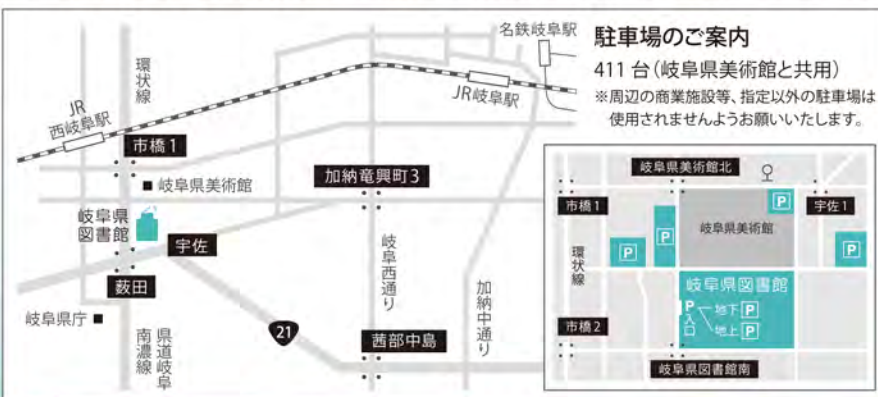 駐車場のご案内
411台(岐阜県美術館と共用)
※周辺の商業施設等、指定以外の駐車場は
使用されませんようお願いいたします。
名鉄岐阜駅
JR岐阜駅
環状線
JR
西岐阜駅
市橋1
岐阜県美術館
加納竜興町3
岐阜県
図書館
宇佐
薮田
岐阜県庁
県道岐阜
南濃線
21
岐阜西通り
茜部中島
加納中通り
岐阜県美術館北
市橋1
P
宇佐1
岐阜県美術館
P
P
P
環状線
岐阜県図書館
P
入口
地下P
地上P
市橋2
岐阜県図書館南